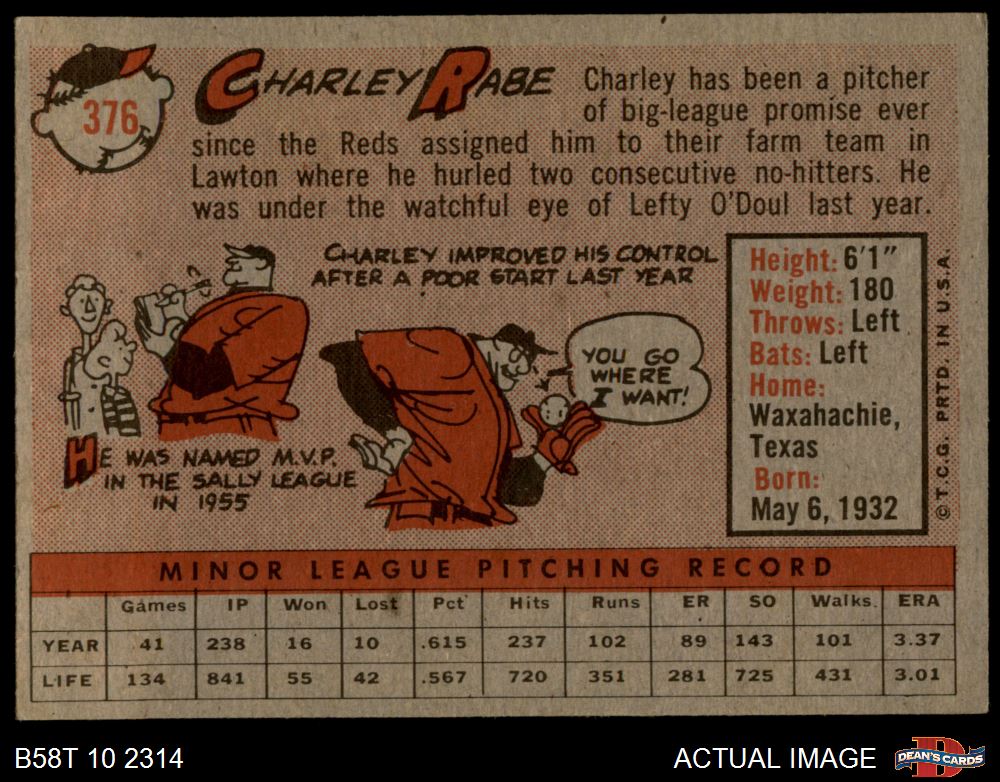 376
CHARLEY RABE
Charley has been a pitcher
of big-league promise ever
since the Reds assigned him to their farm team in
Lawton where he hurled two consecutive no-hitters. He
was under the watchful eye of Lefty O'Doul last year.
CHARLEY IMPROVED HIS CONTROL
AFTER A POOR START LAST YEAR
YOU GO
WHERE
I WANT!
HE WAS NAMED M.V.P.
IN THE SALLY LEAGUE
IN 1955
Height: 6'1"
Weight: 180
Throws: Left
Bats: Left
Home:
Waxahachie,
Texas
Born:
May 6, 1932
© T.C.G. PRTD. IN U.S.A.
MINOR LEAGUE PITCHING RECORD
Games IP Won Lost Pct Hits Runs ER SO Walks ERA
YEAR 41 238 16 10 .615 237 102 89 143 101 3.37
LIFE 134 841 55 42 .567 720 351 281 725 431 3.01
B58T 10 2314
ACTUAL IMAGE
D
DEAN'S CARDS